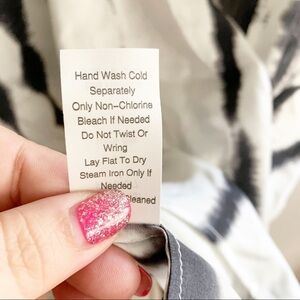 Hand Wash Cold
Separately
Only Non-Chlorine
Bleach If Needed
Do Not Twist Or
Wring
Lay Flat To Dry
Steam Iron Only If
Needed
Cleaned